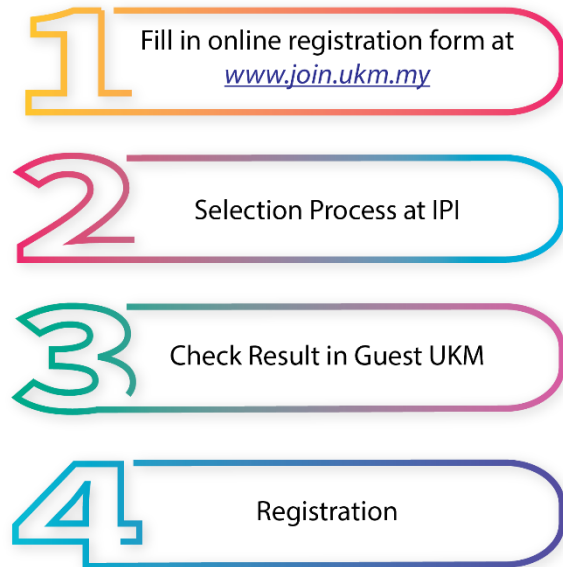 1
Fill in online registration form at
www.join.ukm.my
2
Selection Process at IPI
3
Check Result in Guest UKM
4
Registration